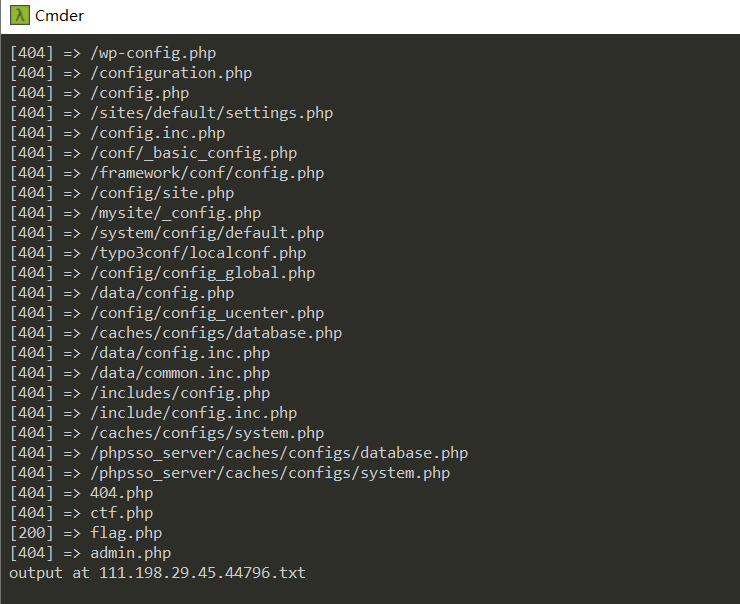 λ Cmder
[404] => /wp-config.php
[404] => /configuration.php
[404] => /config.php
[404] => /sites/default/settings.php
[404] => /config.inc.php
[404] => /conf/_basic_config.php
[404] => /framework/conf/config.php
[404] => /config/site.php
[404] => /mysite/_config.php
[404] => /system/config/default.php
[404] => /typo3conf/localconf.php
[404] => /config/config_global.php
[404] => /data/config.php
[404] => /config/config_ucenter.php
[404] => /caches/configs/database.php
[404] => /data/config.inc.php
[404] => /data/common.inc.php
[404] => /includes/config.php
[404] => /include/config.inc.php
[404] => /caches/configs/system.php
[404] => /phpsso_server/caches/configs/database.php
[404] => /phpsso_server/caches/configs/system.php
[404] => 404.php
[404] => ctf.php
[200] => flag.php
[404] => admin.php
output at 111.198.29.45.44796.txt